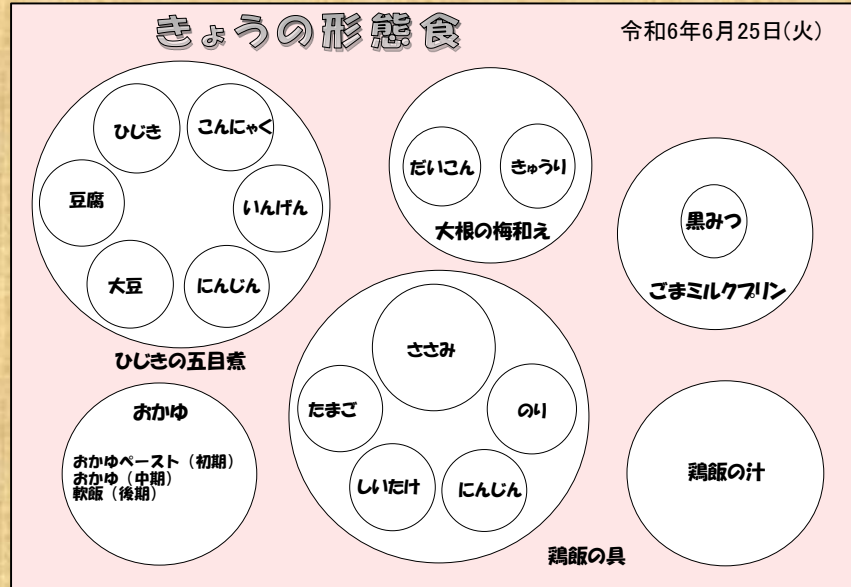 きょうの形態食
令和6年6月25日(火)
ひじき
こんにゃく
豆腐
いんげん
大豆
にんじん
ひじきの五目煮
だいこん
きゅうり
大根の梅和え
黒みつ
ごまミルクプリン
おかゆ
おかゆペースト（初期）
おかゆ（中期）
軟飯（後期）
ささみ
たまご
のり
しいたけ
にんじん
鶏飯の具
鶏飯の汁